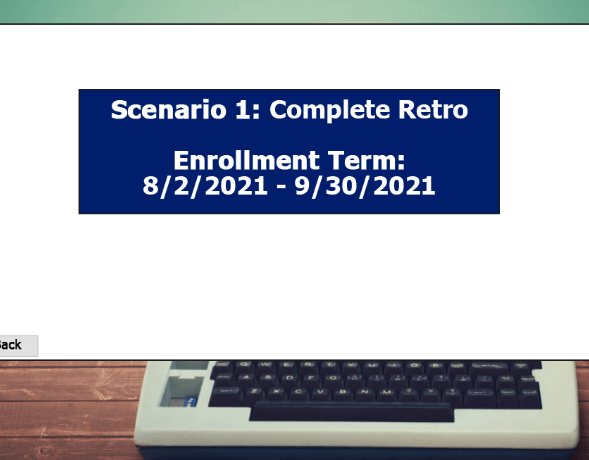 Scenario 1: Complete Retro
Enrollment Term:
8/2/2021 - 9/30/2021
Back